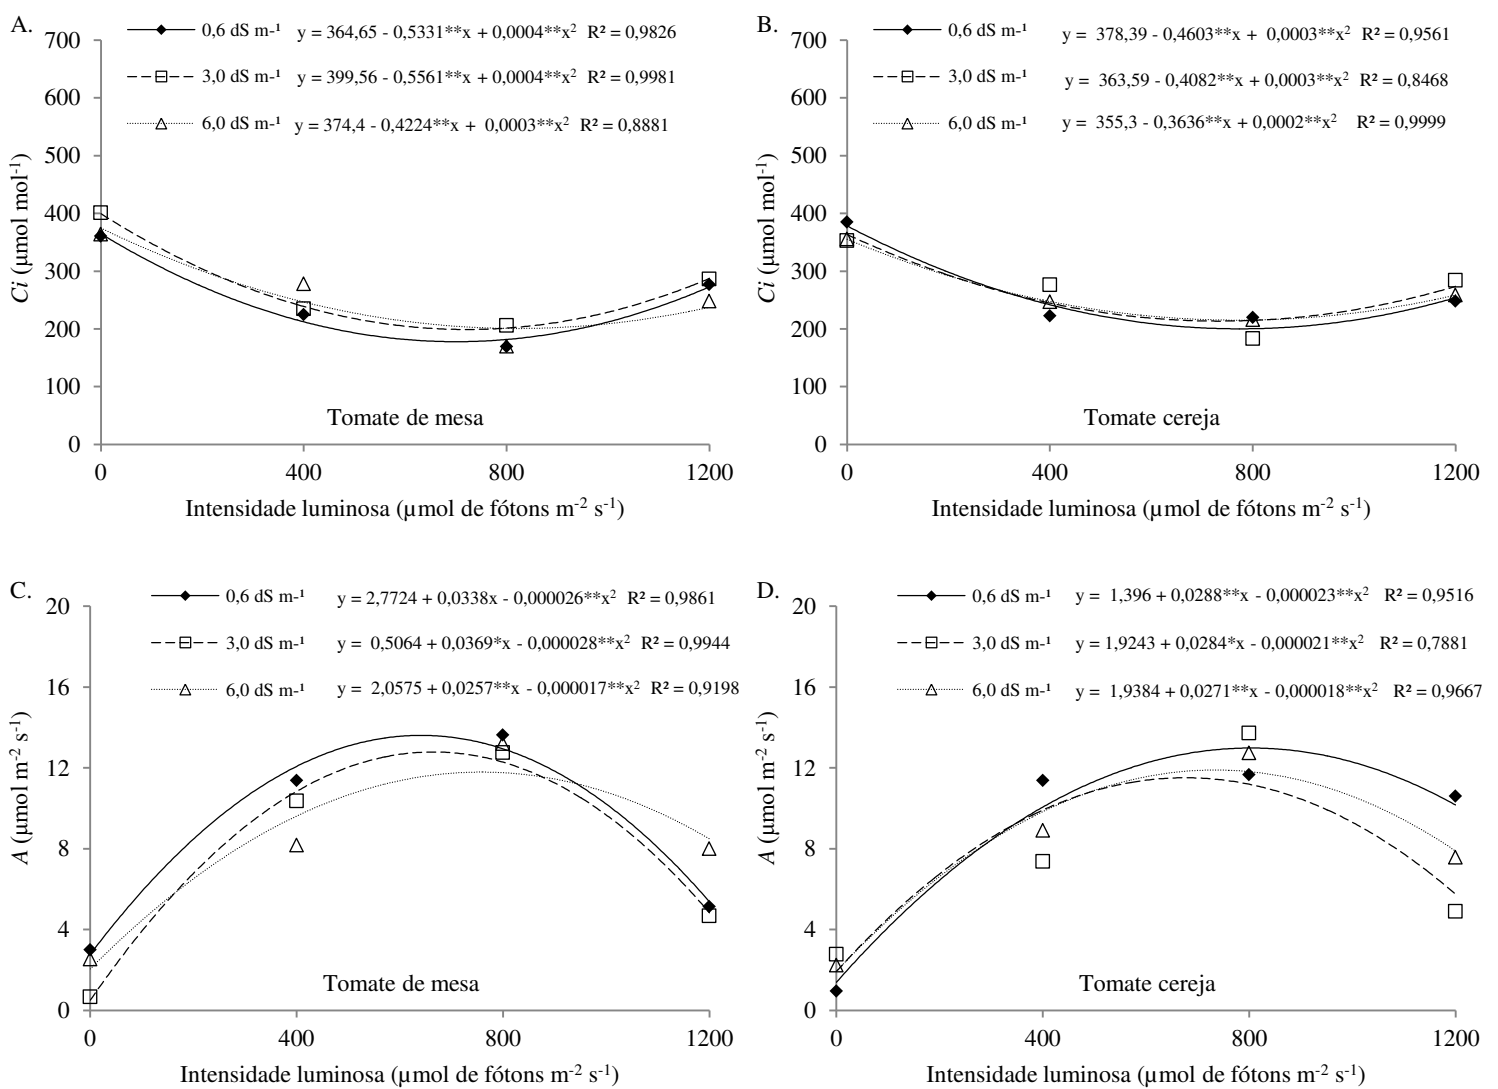 A.
0,6 dS m-¹ y = 364,65 - 0,5331**x + 0,0004**x² R² = 0,9826
3,0 dS m-¹ y = 399,56 - 0,5561**x + 0,0004**x² R² = 0,9981
6,0 dS m-¹ y = 374,4 - 0,4224**x + 0,0003**x² R² = 0,8881
700
600
500
400
300
200
100
0
Ci (µmol mol⁻¹)
Tomate de mesa
0 400 800 1200
Intensidade luminosa (µmol de fótons m⁻² s⁻¹)
B.
0,6 dS m-¹ y = 378,39 - 0,4603**x + 0,0003**x² R² = 0,9561
3,0 dS m-¹ y = 363,59 - 0,4082**x + 0,0003**x² R² = 0,8468
6,0 dS m-¹ y = 355,3 - 0,3636**x + 0,0002**x² R² = 0,9999
700
600
500
400
300
200
100
0
Ci (µmol mol⁻¹)
Tomate cereja
0 400 800 1200
Intensidade luminosa (µmol de fótons m⁻² s⁻¹)
C.
0,6 dS m-¹ y = 2,7724 + 0,0338x - 0,000026**x² R² = 0,9861
3,0 dS m-¹ y = 0,5064 + 0,0369*x - 0,000028**x² R² = 0,9944
6,0 dS m-¹ y = 2,0575 + 0,0257**x - 0,000017**x² R² = 0,9198
20
16
12
8
4
0
A (µmol m⁻² s⁻¹)
Tomate de mesa
0 400 800 1200
Intensidade luminosa (µmol de fótons m⁻² s⁻¹)
D.
0,6 dS m-¹ y = 1,396 + 0,0288**x - 0,000023**x² R² = 0,9516
3,0 dS m-¹ y = 1,9243 + 0,0284*x - 0,000021**x² R² = 0,7881
6,0 dS m-¹ y = 1,9384 + 0,0271**x - 0,000018**x² R² = 0,9667
20
16
12
8
4
0
A (µmol m⁻² s⁻¹)
Tomate cereja
0 400 800 1200
Intensidade luminosa (µmol de fótons m⁻² s⁻¹)